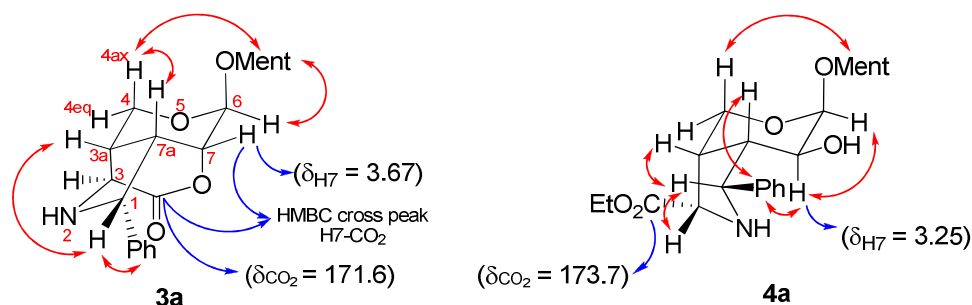 4ax
H
OMent
H
4eq
H
4
O
5
6
H
H
3a
7a
7
H
H
3
O
(δH7 = 3.67)
HN
2
1
O
HMBC cross peak
H7-CO2
H
Ph
(δCO2 = 171.6)
3a
H
OMent
H
H
O
H
H
OH
H
Ph
H
EtO2C
H
NH
(δH7 = 3.25)
(δCO2 = 173.7)
4a